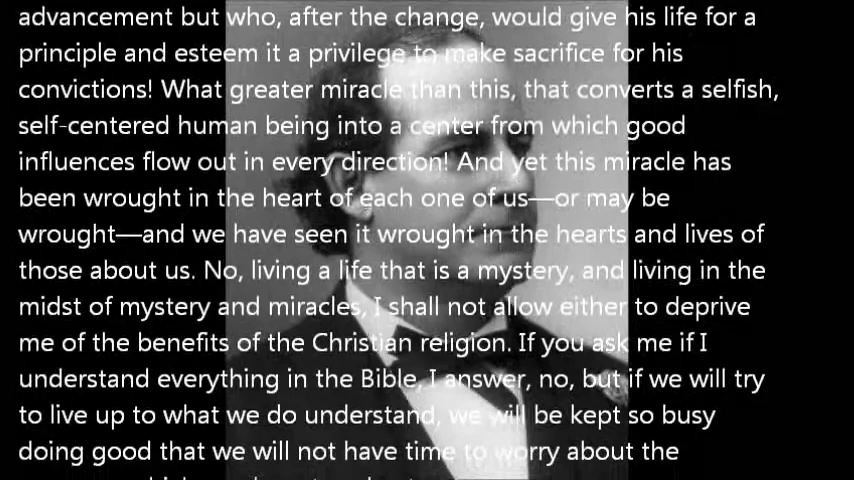 advancement but who, after the change, would give his life for a
principle and esteem it a privilege to make sacrifice for his
convictions! What greater miracle than this, that converts a selfish,
self-centered human being into a center from which good
influences flow out in every direction! And yet this miracle has
been wrought in the heart of each one of us—or may be
wrought—and we have seen it wrought in the hearts and lives of
those about us. No, living a life that is a mystery, and living in the
midst of mystery and miracles, I shall not allow either to deprive
me of the benefits of the Christian religion. If you ask me if I
understand everything in the Bible, I answer, no, but if we will try
to live up to what we do understand, we will be kept so busy
doing good that we will not have time to worry about the